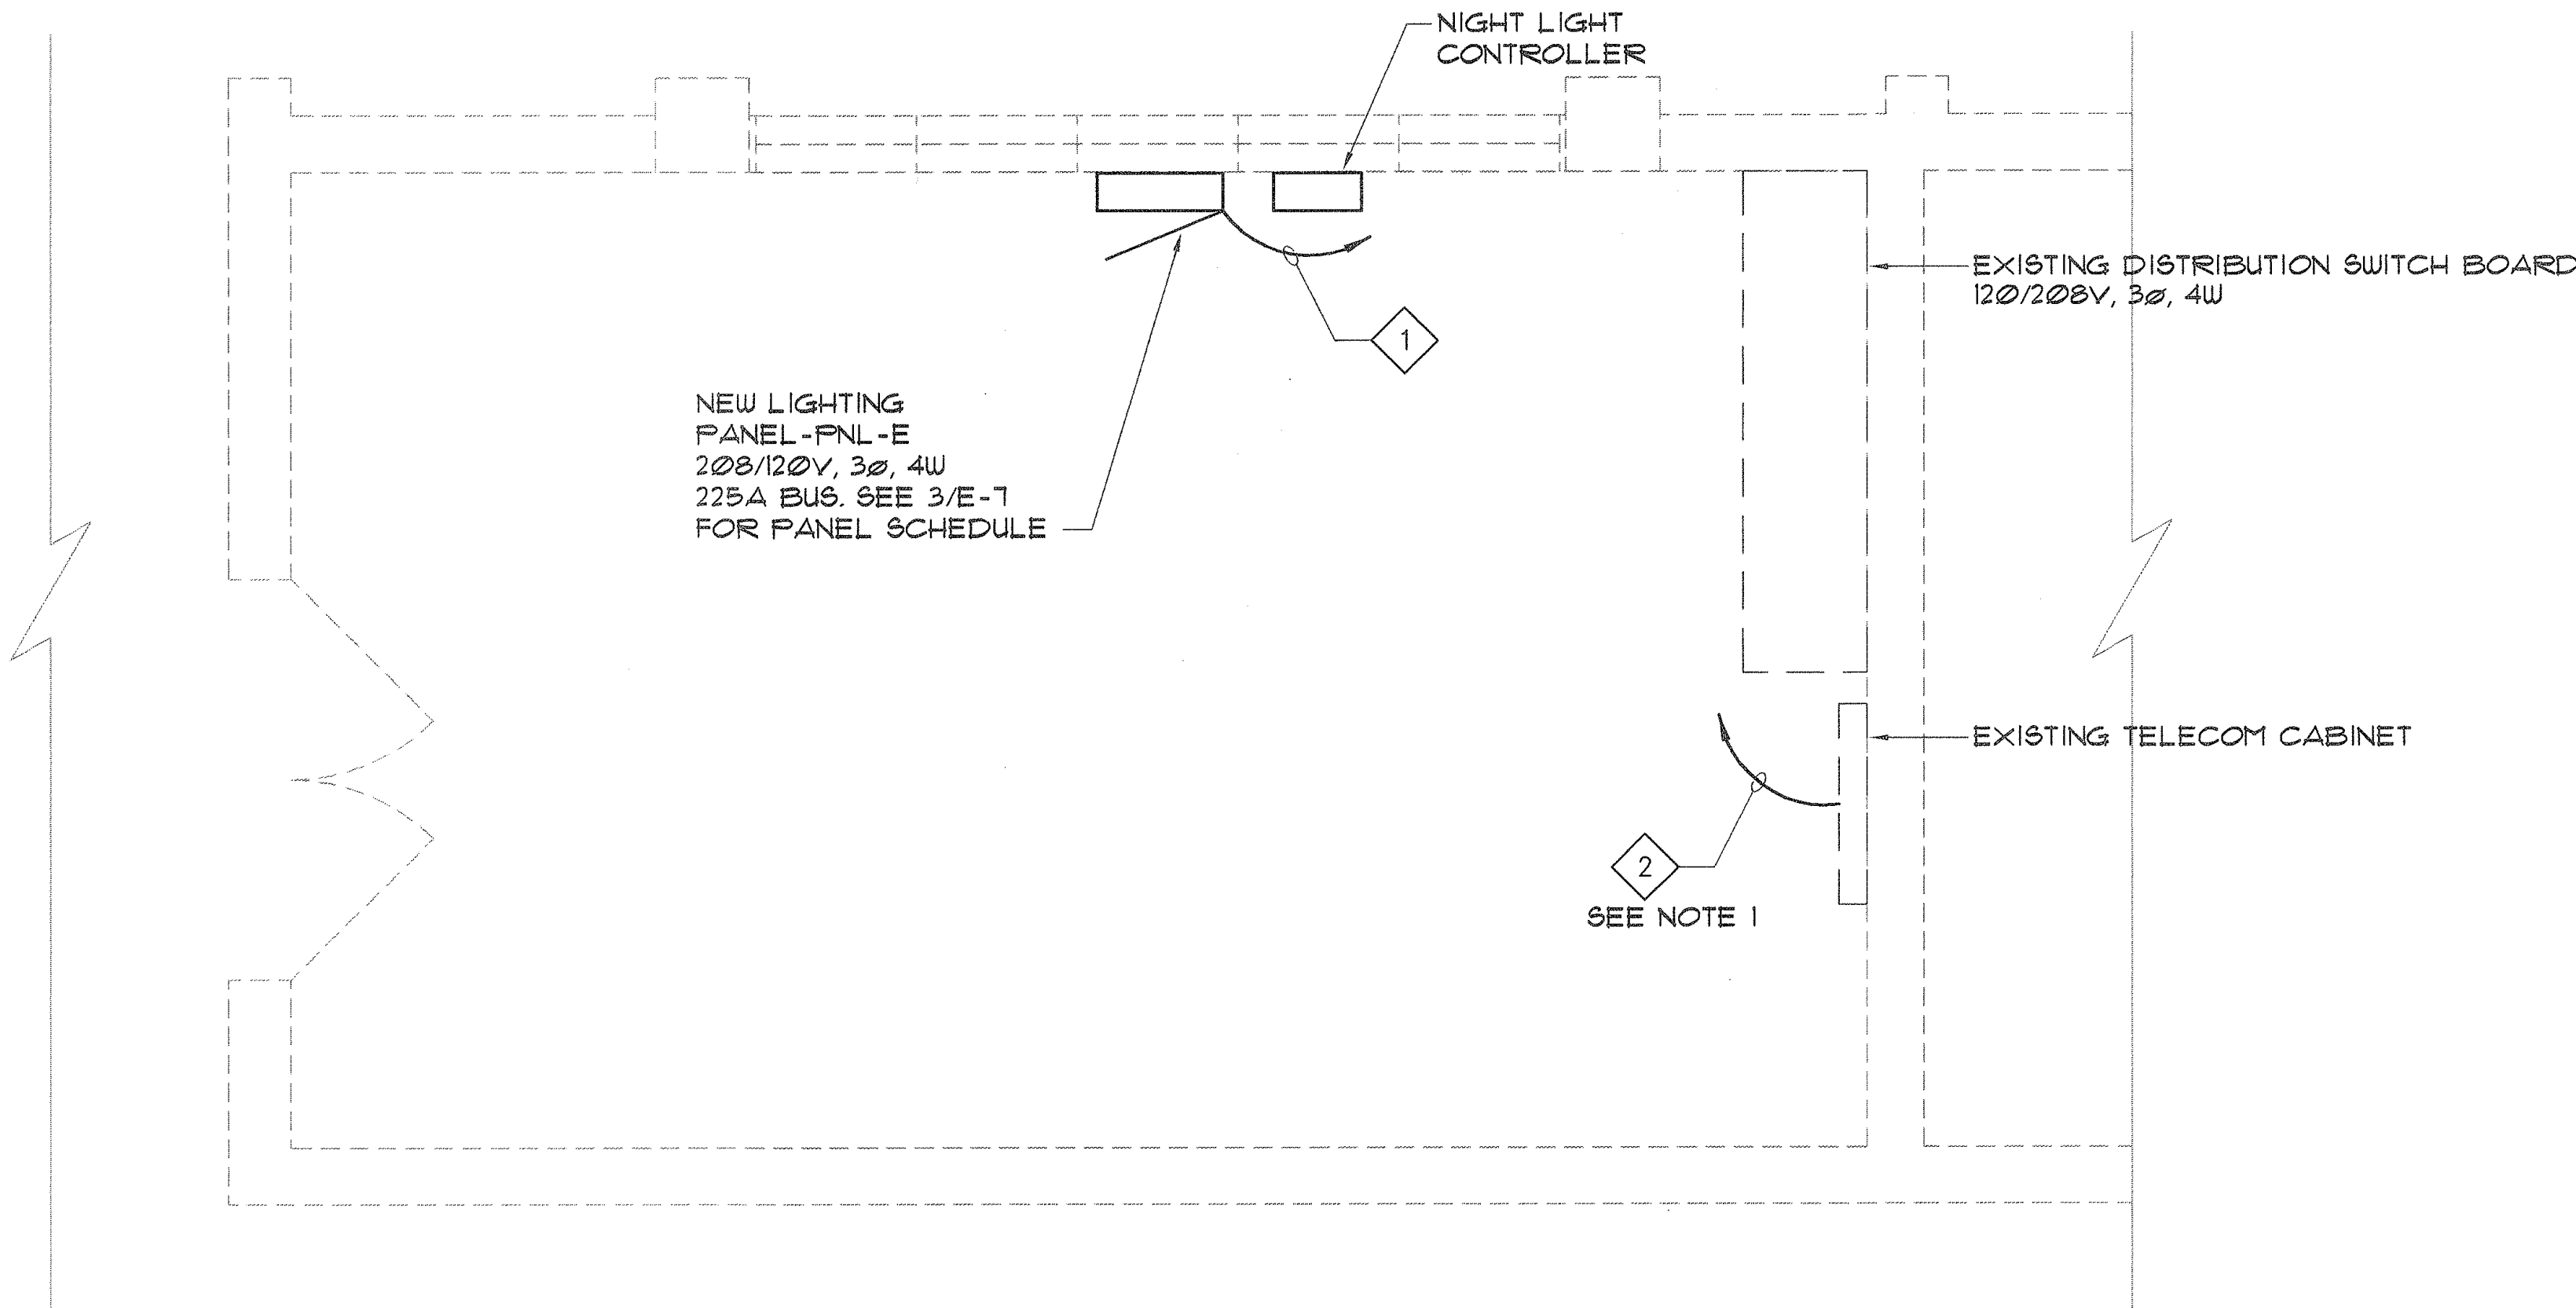 NIGHT LIGHT
CONTROLLER
EXISTING DISTRIBUTION SWITCH BOARD
120/208V, 3ø, 4W
1
NEW LIGHTING
PANEL-PNL-E
208/120V, 3ø, 4W
225A BUS. SEE 3/E-7
FOR PANEL SCHEDULE
EXISTING TELECOM CABINET
2
SEE NOTE 1